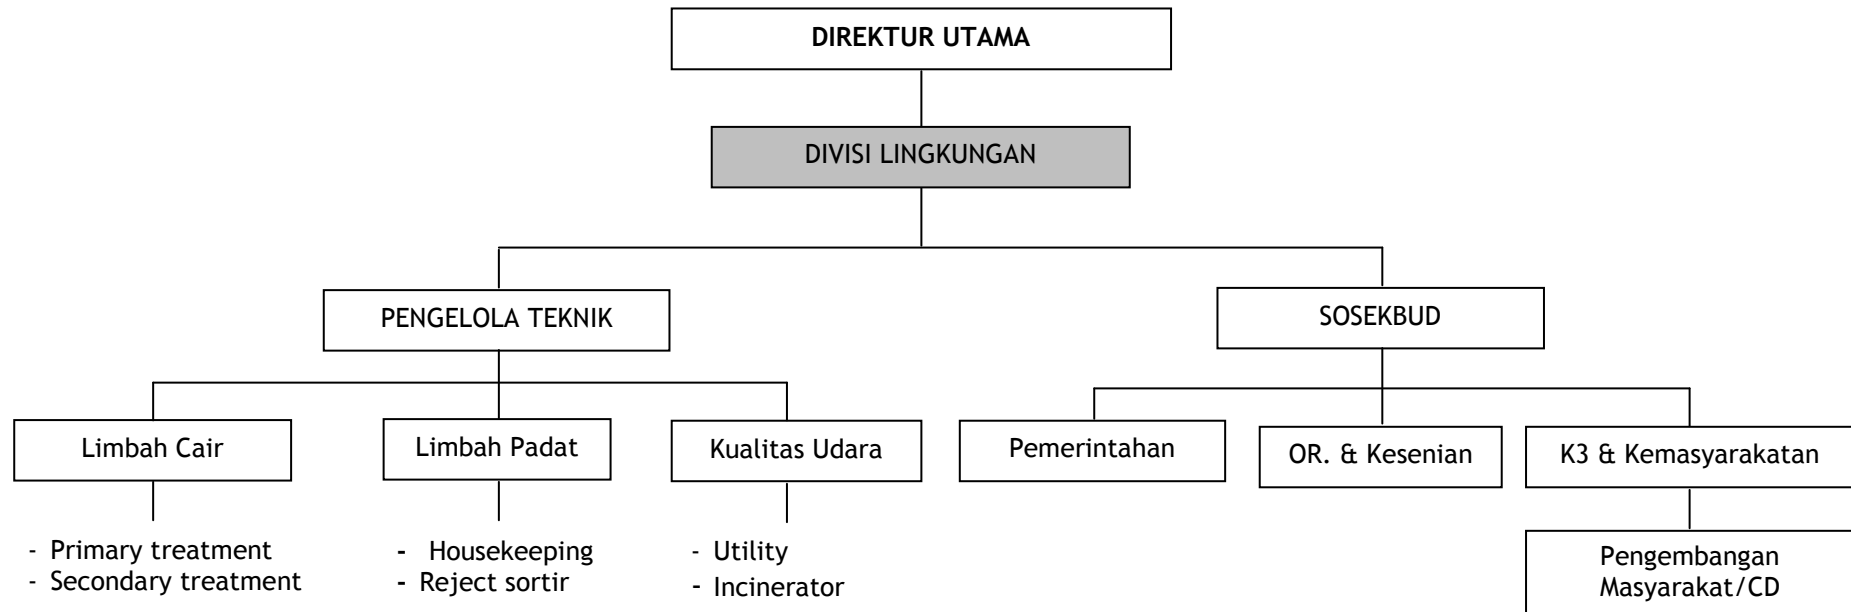 DIREKTUR UTAMA
DIVISI LINGKUNGAN
PENGELOLA TEKNIK
SOSEKBUD
Limbah Cair
Limbah Padat
Kualitas Udara
Pemerintahan
OR. & Kesenian
K3 & Kemasyarakatan
- Primary treatment
- Secondary treatment
- Housekeeping
- Reject sortir
- Utility
- Incinerator
Pengembangan
Masyarakat/CD